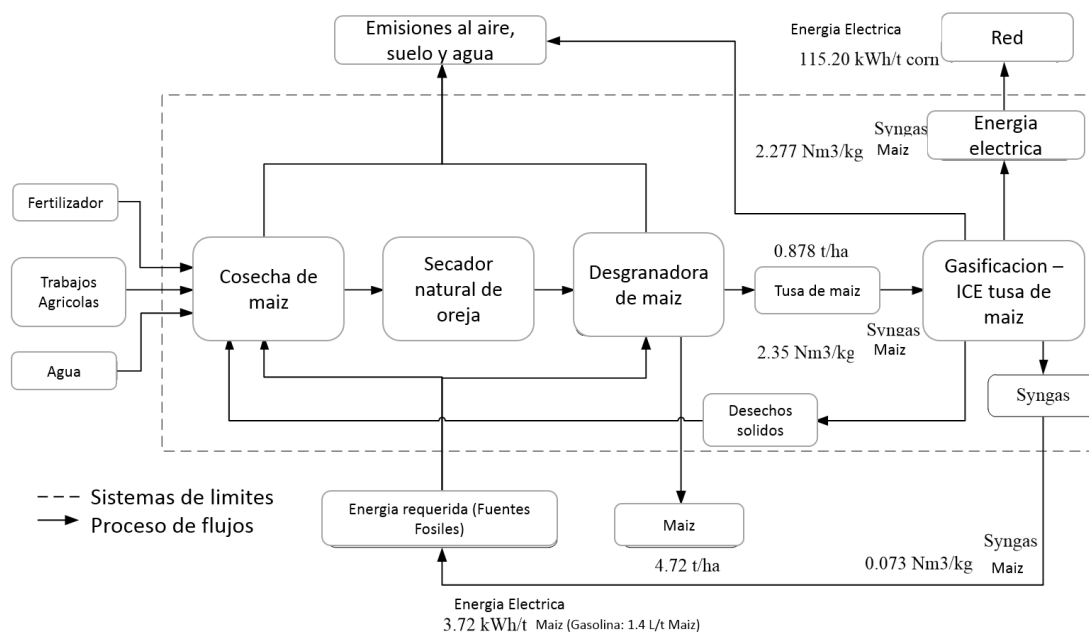 Emisiones al aire,
suelo y agua
Energia Electrica
115.20 kWh/t corn
Red
Syngas
2.277 Nm3/kg Maiz
Energia
electrica
Fertilizador
Trabajos
Agricolas
Agua
Cosecha de
maiz
Secador
natural de
oreja
Desgranadora
de maiz
0.878 t/ha
Tusa de maiz
Syngas
2.35 Nm3/kg Maiz
Gasificacion –
ICE tusa de
maiz
Syngas
Desechos
solidos
Sistemas de limites
Proceso de flujos
Energia requerida (Fuentes
Fosiles)
Maiz
4.72 t/ha
Syngas
0.073 Nm3/kg Maiz
Energia Electrica
3.72 kWh/t Maiz (Gasolina: 1.4 L/t Maiz)